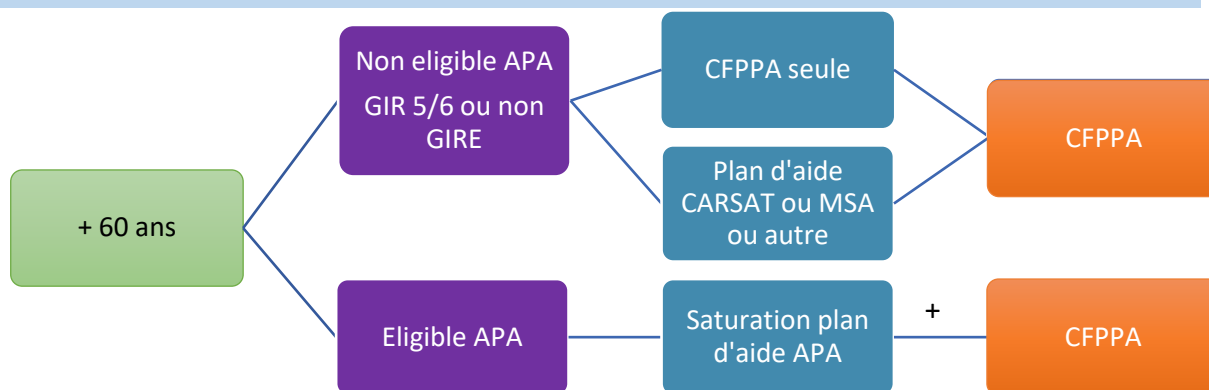 + 60 ans
Non eligible APA
GIR 5/6 ou non
GIRE
CFPPA seule
Plan d'aide
CARSAT ou MSA
ou autre
CFPPA
Eligible APA
Saturation plan
d'aide APA
+
CFPPA